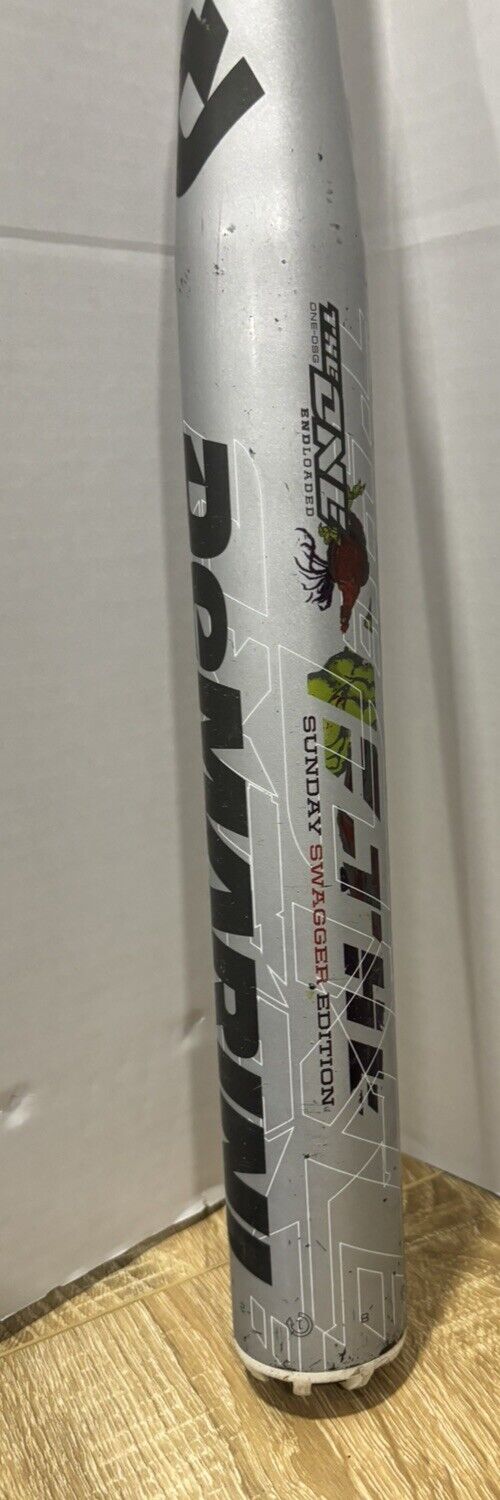 THE ONE
ONE-DSG
ENDLOADED
DEMARINI
SUNDAY SWAGGER EDITION